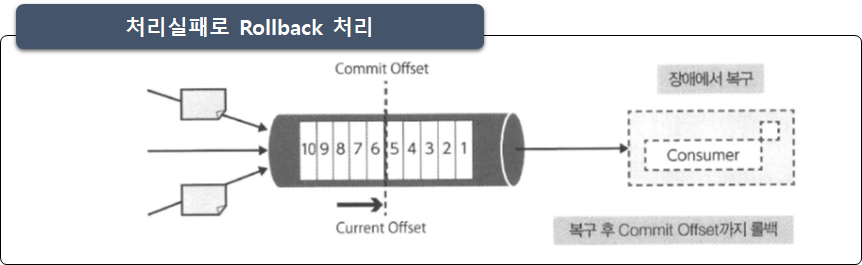 처리실패로 Rollback 처리
Commit Offset
장애에서 복구
10 9 8 7 6 5 4 3 2 1
Consumer
Current Offset
복구 후 Commit Offset까지 롤백